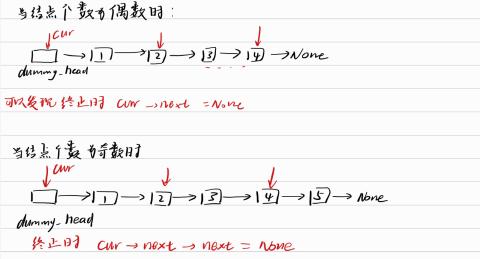 当结点个数为偶数时:
cur
1 2 3 4 None
dummy_head
可以发现终止时 cur→next = None
当结点个数为奇数时
cur
1 2 3 4 5 None
dummy_head
终止时 cur → next → next = None